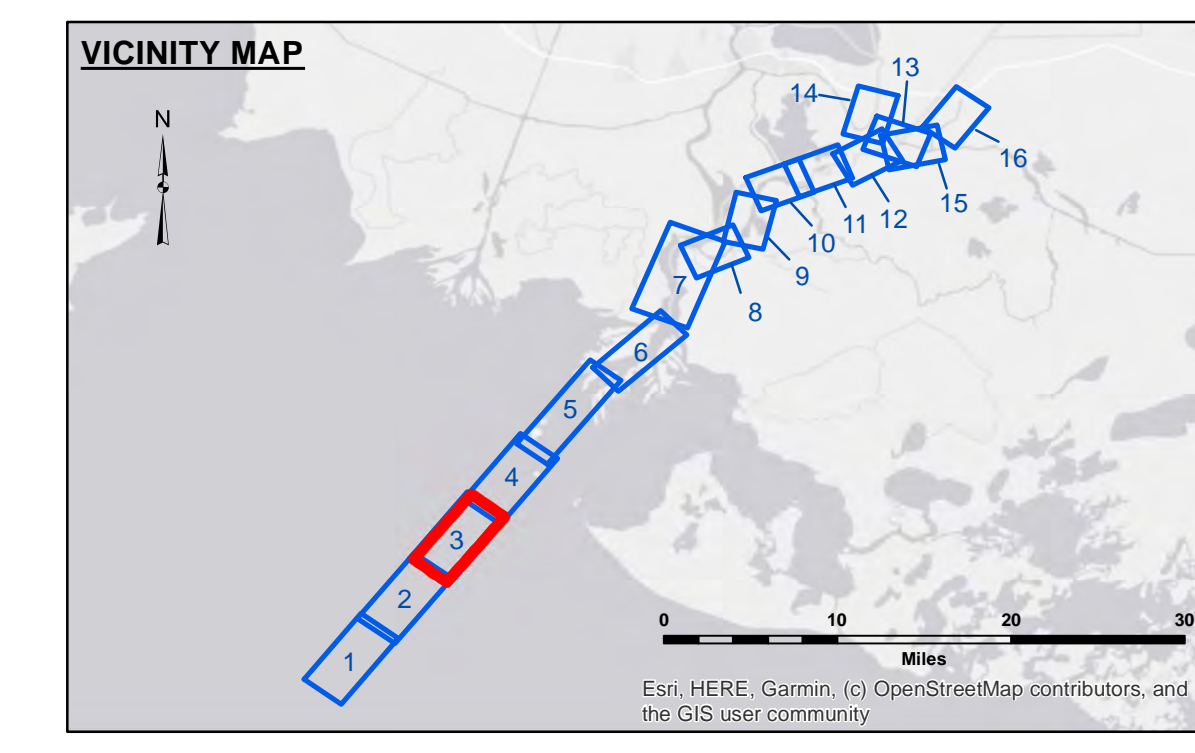 VICINITY MAP
N
13
14
16
15
12
11
10
9
7
8
6
5
4
3
2
1
0 10 20 30
Miles
Esri, HERE, Garmin, (c) OpenStreetMap contributors, and
the GIS user community